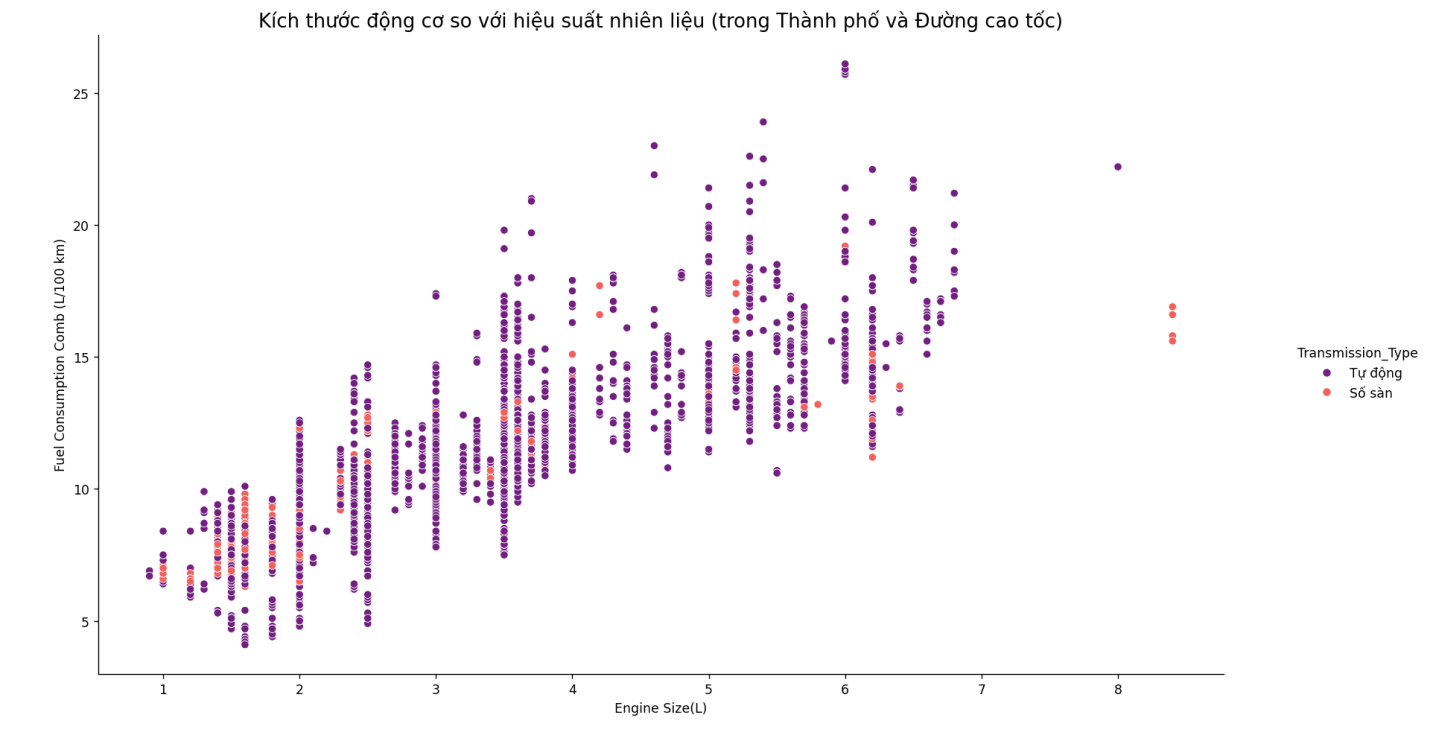 Kích thước động cơ so với hiệu suất nhiên liệu (trong Thành phố và Đường cao tốc)
Fuel Consumption Comb (L/100 km)
25
20
15
10
5
1 2 3 4 5 6 7 8
Engine Size(L)
Transmission_Type
Tự động
Số sàn